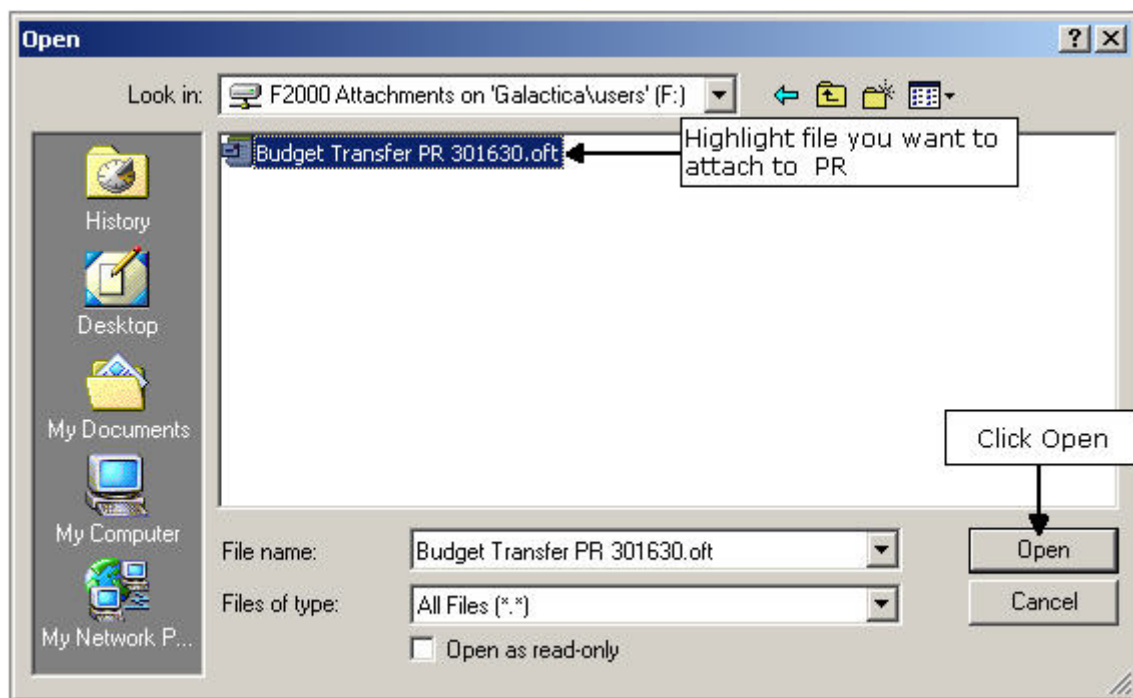 Open
Look in:
F2000 Attachments on 'Galactica\users' (F:)
Budget Transfer PR 301630.oft
Highlight file you want to
attach to PR
History
Desktop
My Documents
My Computer
My Network P...
Click Open
File name:
Budget Transfer PR 301630.oft
Open
Files of type:
All Files (*.*)
Cancel
Open as read-only